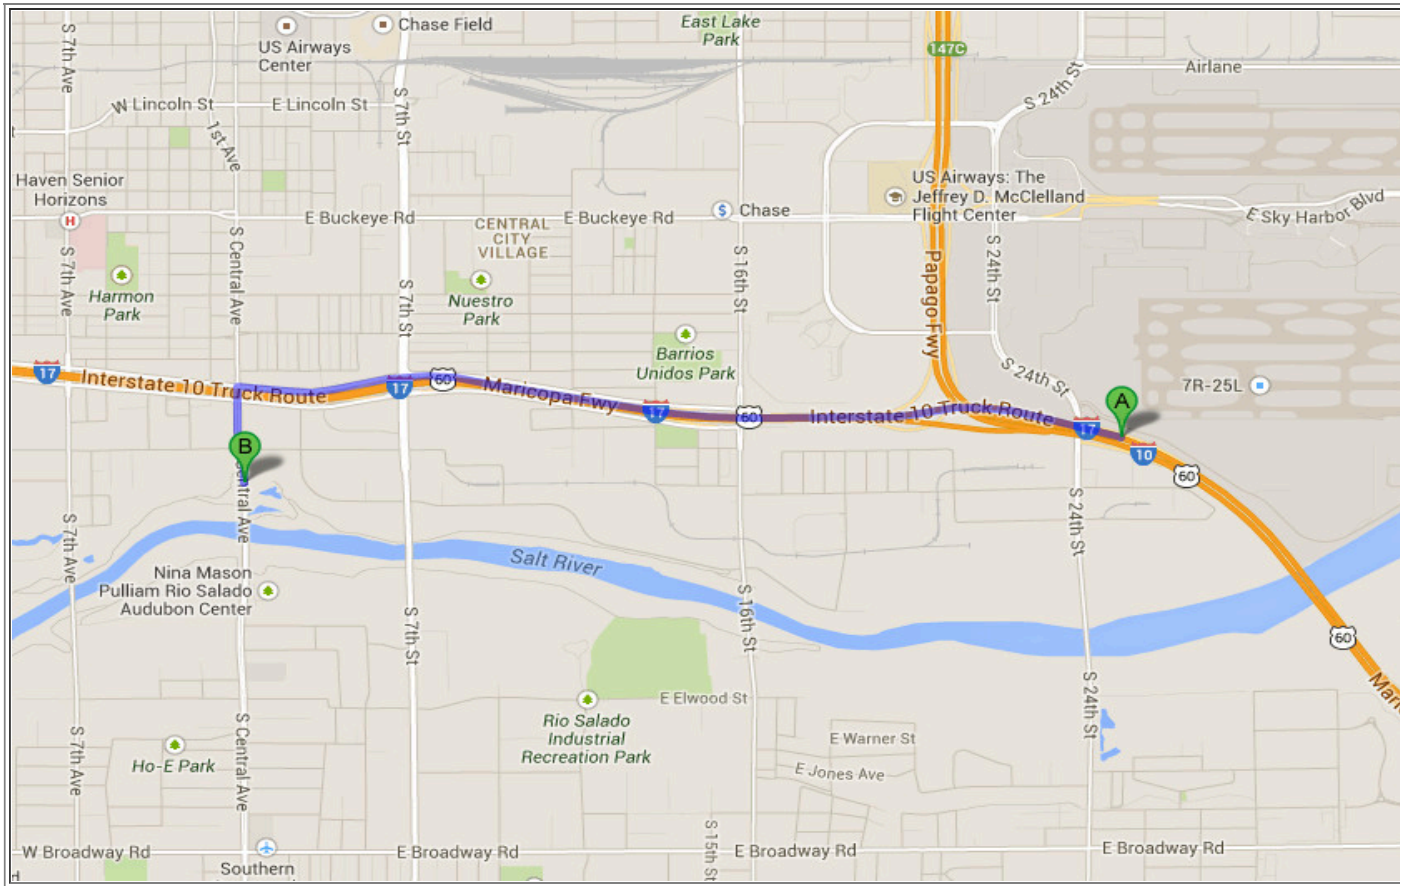 S 7th Ave
US Airways
Center
Chase Field
East Lake
Park
147C
Airlane
W Lincoln St
E Lincoln St
S 7th St
S 24th St
1st Ave
Haven Senior
Horizons
H
US Airways: The
Jeffrey D. McClelland
Flight Center
E Buckeye Rd
CENTRAL
CITY
VILLAGE
E Buckeye Rd
$ Chase
E Sky Harbor Blvd
S 7th Ave
S Central Ave
S 7th St
S 16th St
Papago Fwy
S 24th St
Harmon
Park
Nuestro
Park
Barrios
Unidos Park
S 24th St
7R-25L
17
Interstate 10 Truck Route
17
60
Maricopa Fwy
17
60
Interstate 10 Truck Route
17
A
10
60
B
Central Ave
S 7th Ave
S 24th St
Salt River
Nina Mason
Pulliam Rio Salado
Audubon Center
S 7th St
S 16th St
60
E Elwood St
S 24th St
Rio Salado
Industrial
Recreation Park
S 7th Ave
S Central Ave
Ho-E Park
E Warner St
E Jones Ave
S 15th St
W Broadway Rd
E Broadway Rd
E Broadway Rd
E Broadway Rd
Southern